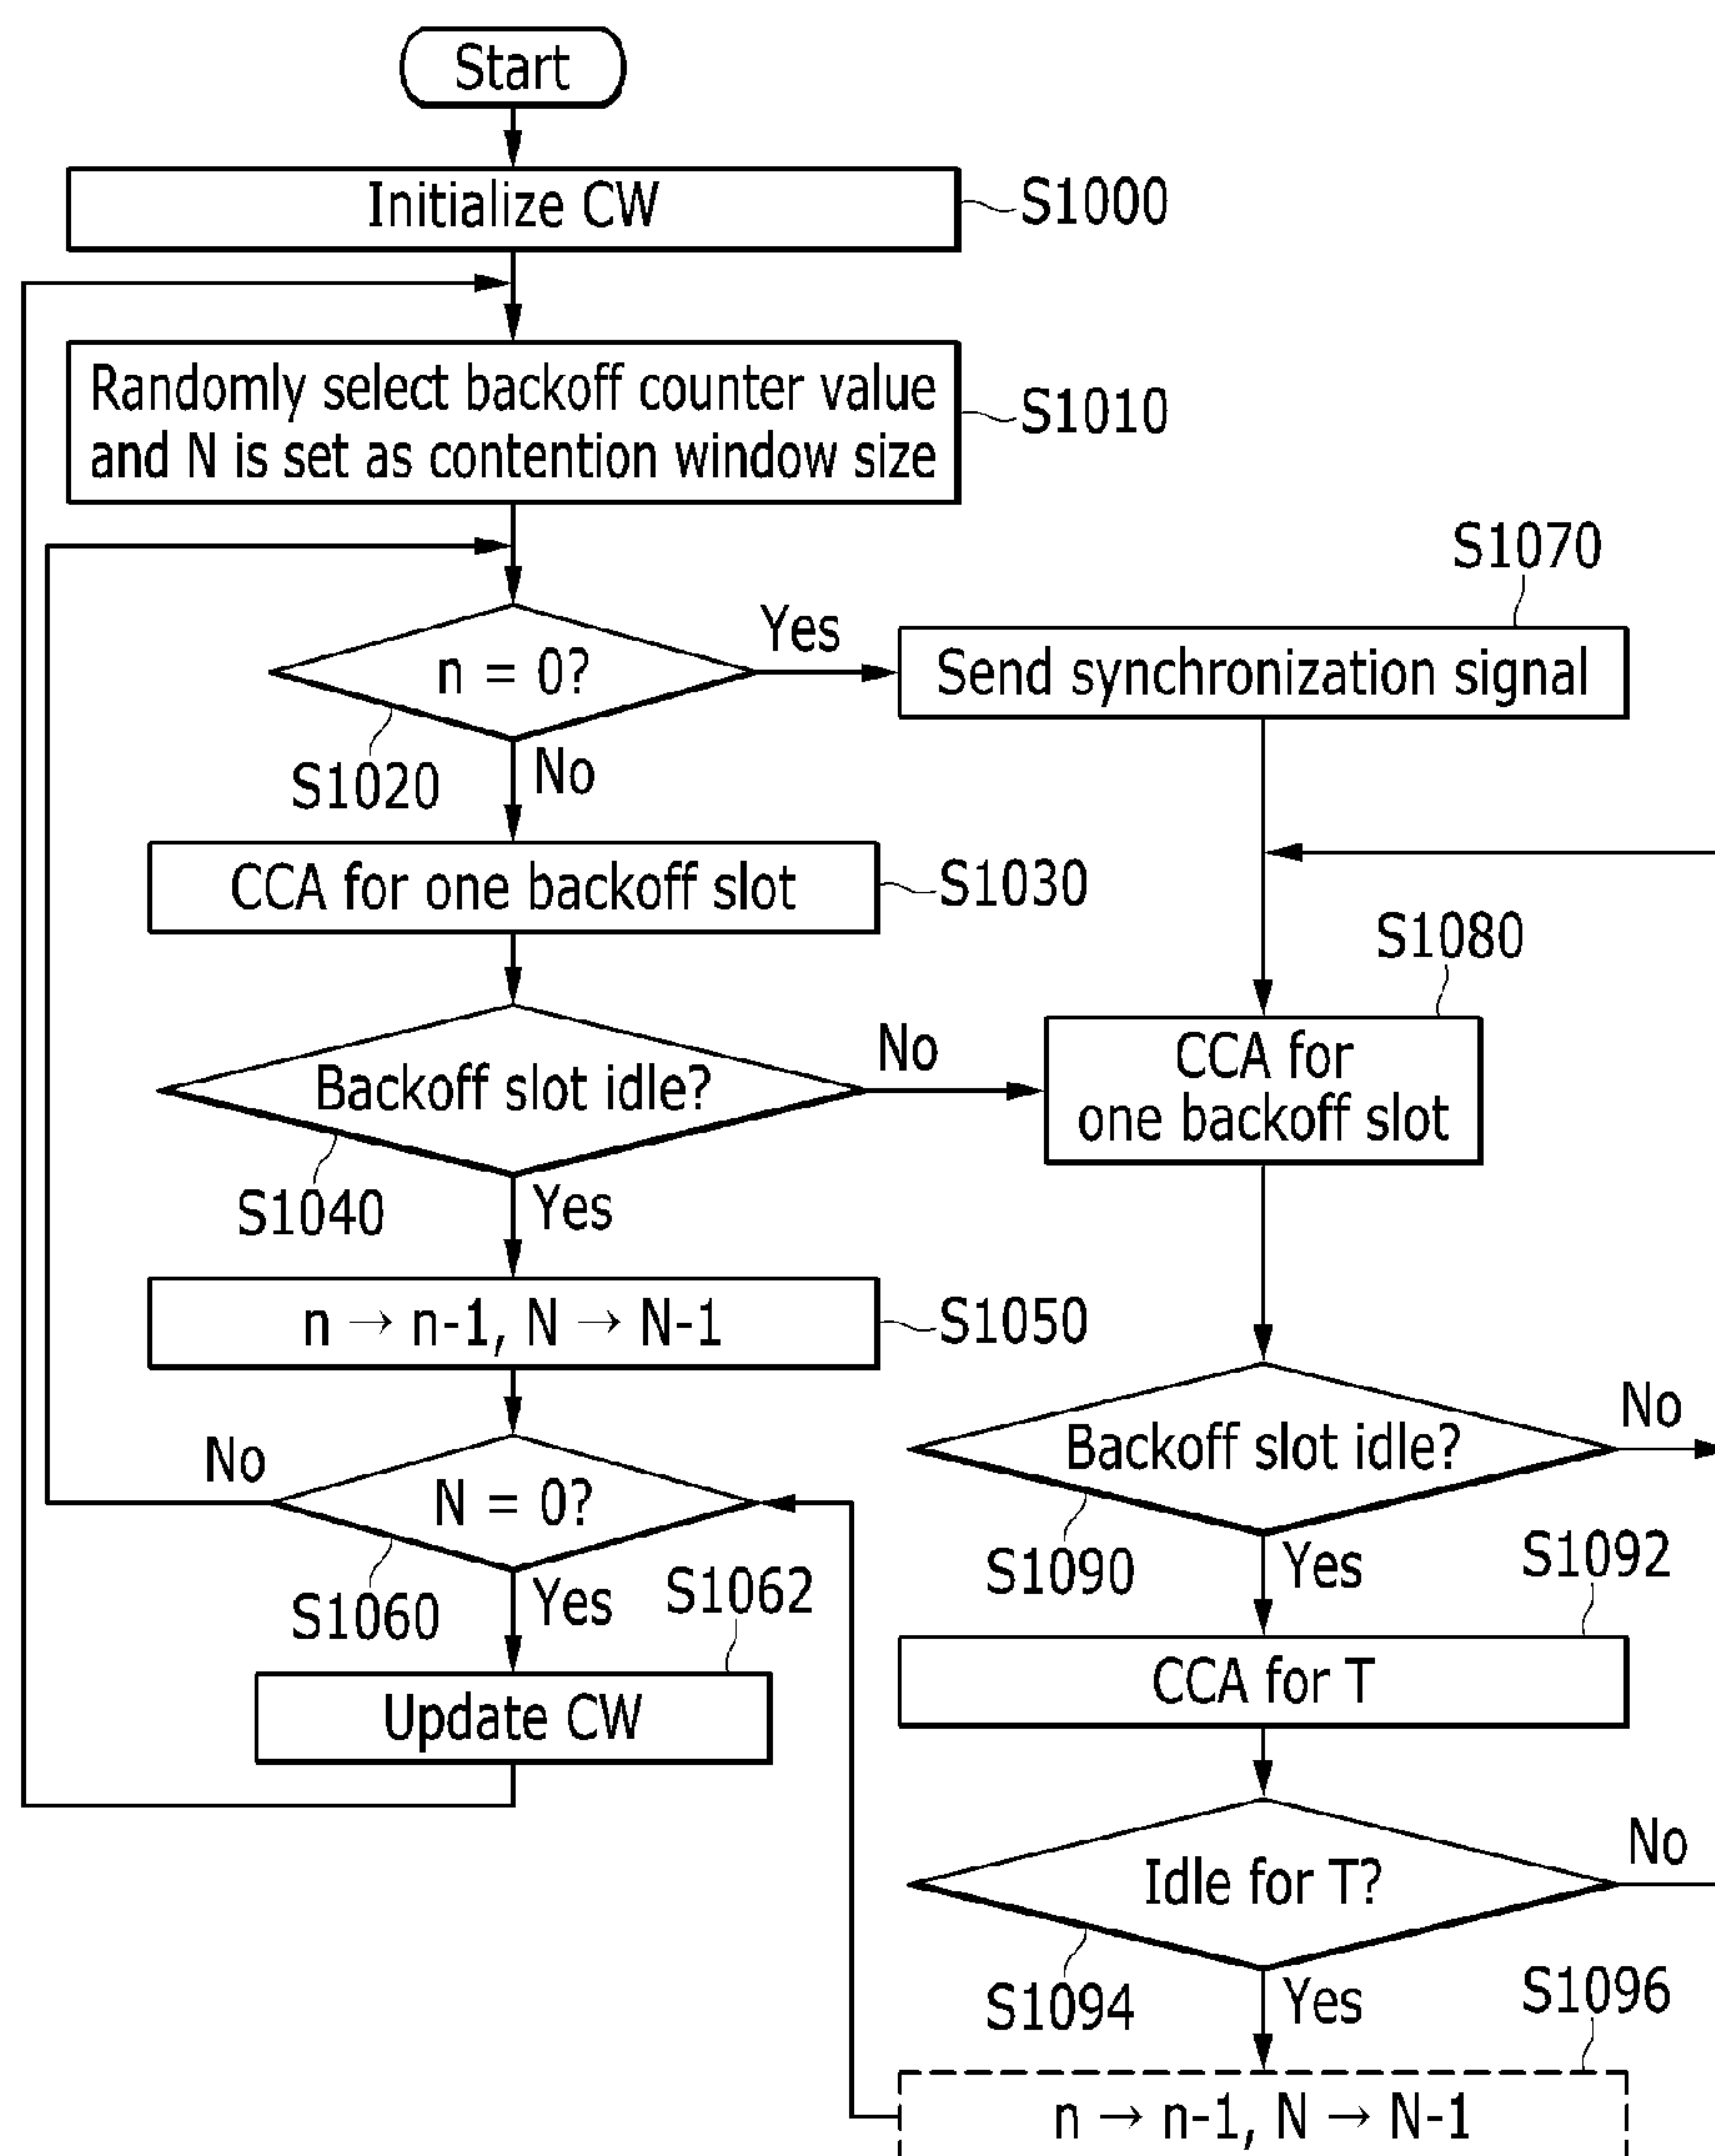 Start
Initialize CW
S1000
Randomly select backoff counter value
and N is set as contention window size
S1010
n = 0?
S1020
Yes
No
Send synchronization signal
S1070
CCA for one backoff slot
S1030
Backoff slot idle?
S1040
No
Yes
CCA for
one backoff slot
S1080
n → n-1, N → N-1
S1050
N = 0?
S1060
No
Yes
Update CW
S1062
Backoff slot idle?
S1090
No
Yes
CCA for T
S1092
Idle for T?
S1094
No
Yes
n → n-1, N → N-1
S1096